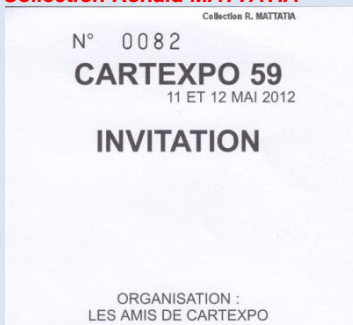 Collection Ronald MATTATIA
Collection R. MATTATIA
N° 0082
CARTEXPO 59
11 ET 12 MAI 2012
INVITATION
ORGANISATION :
LES AMIS DE CARTEXPO